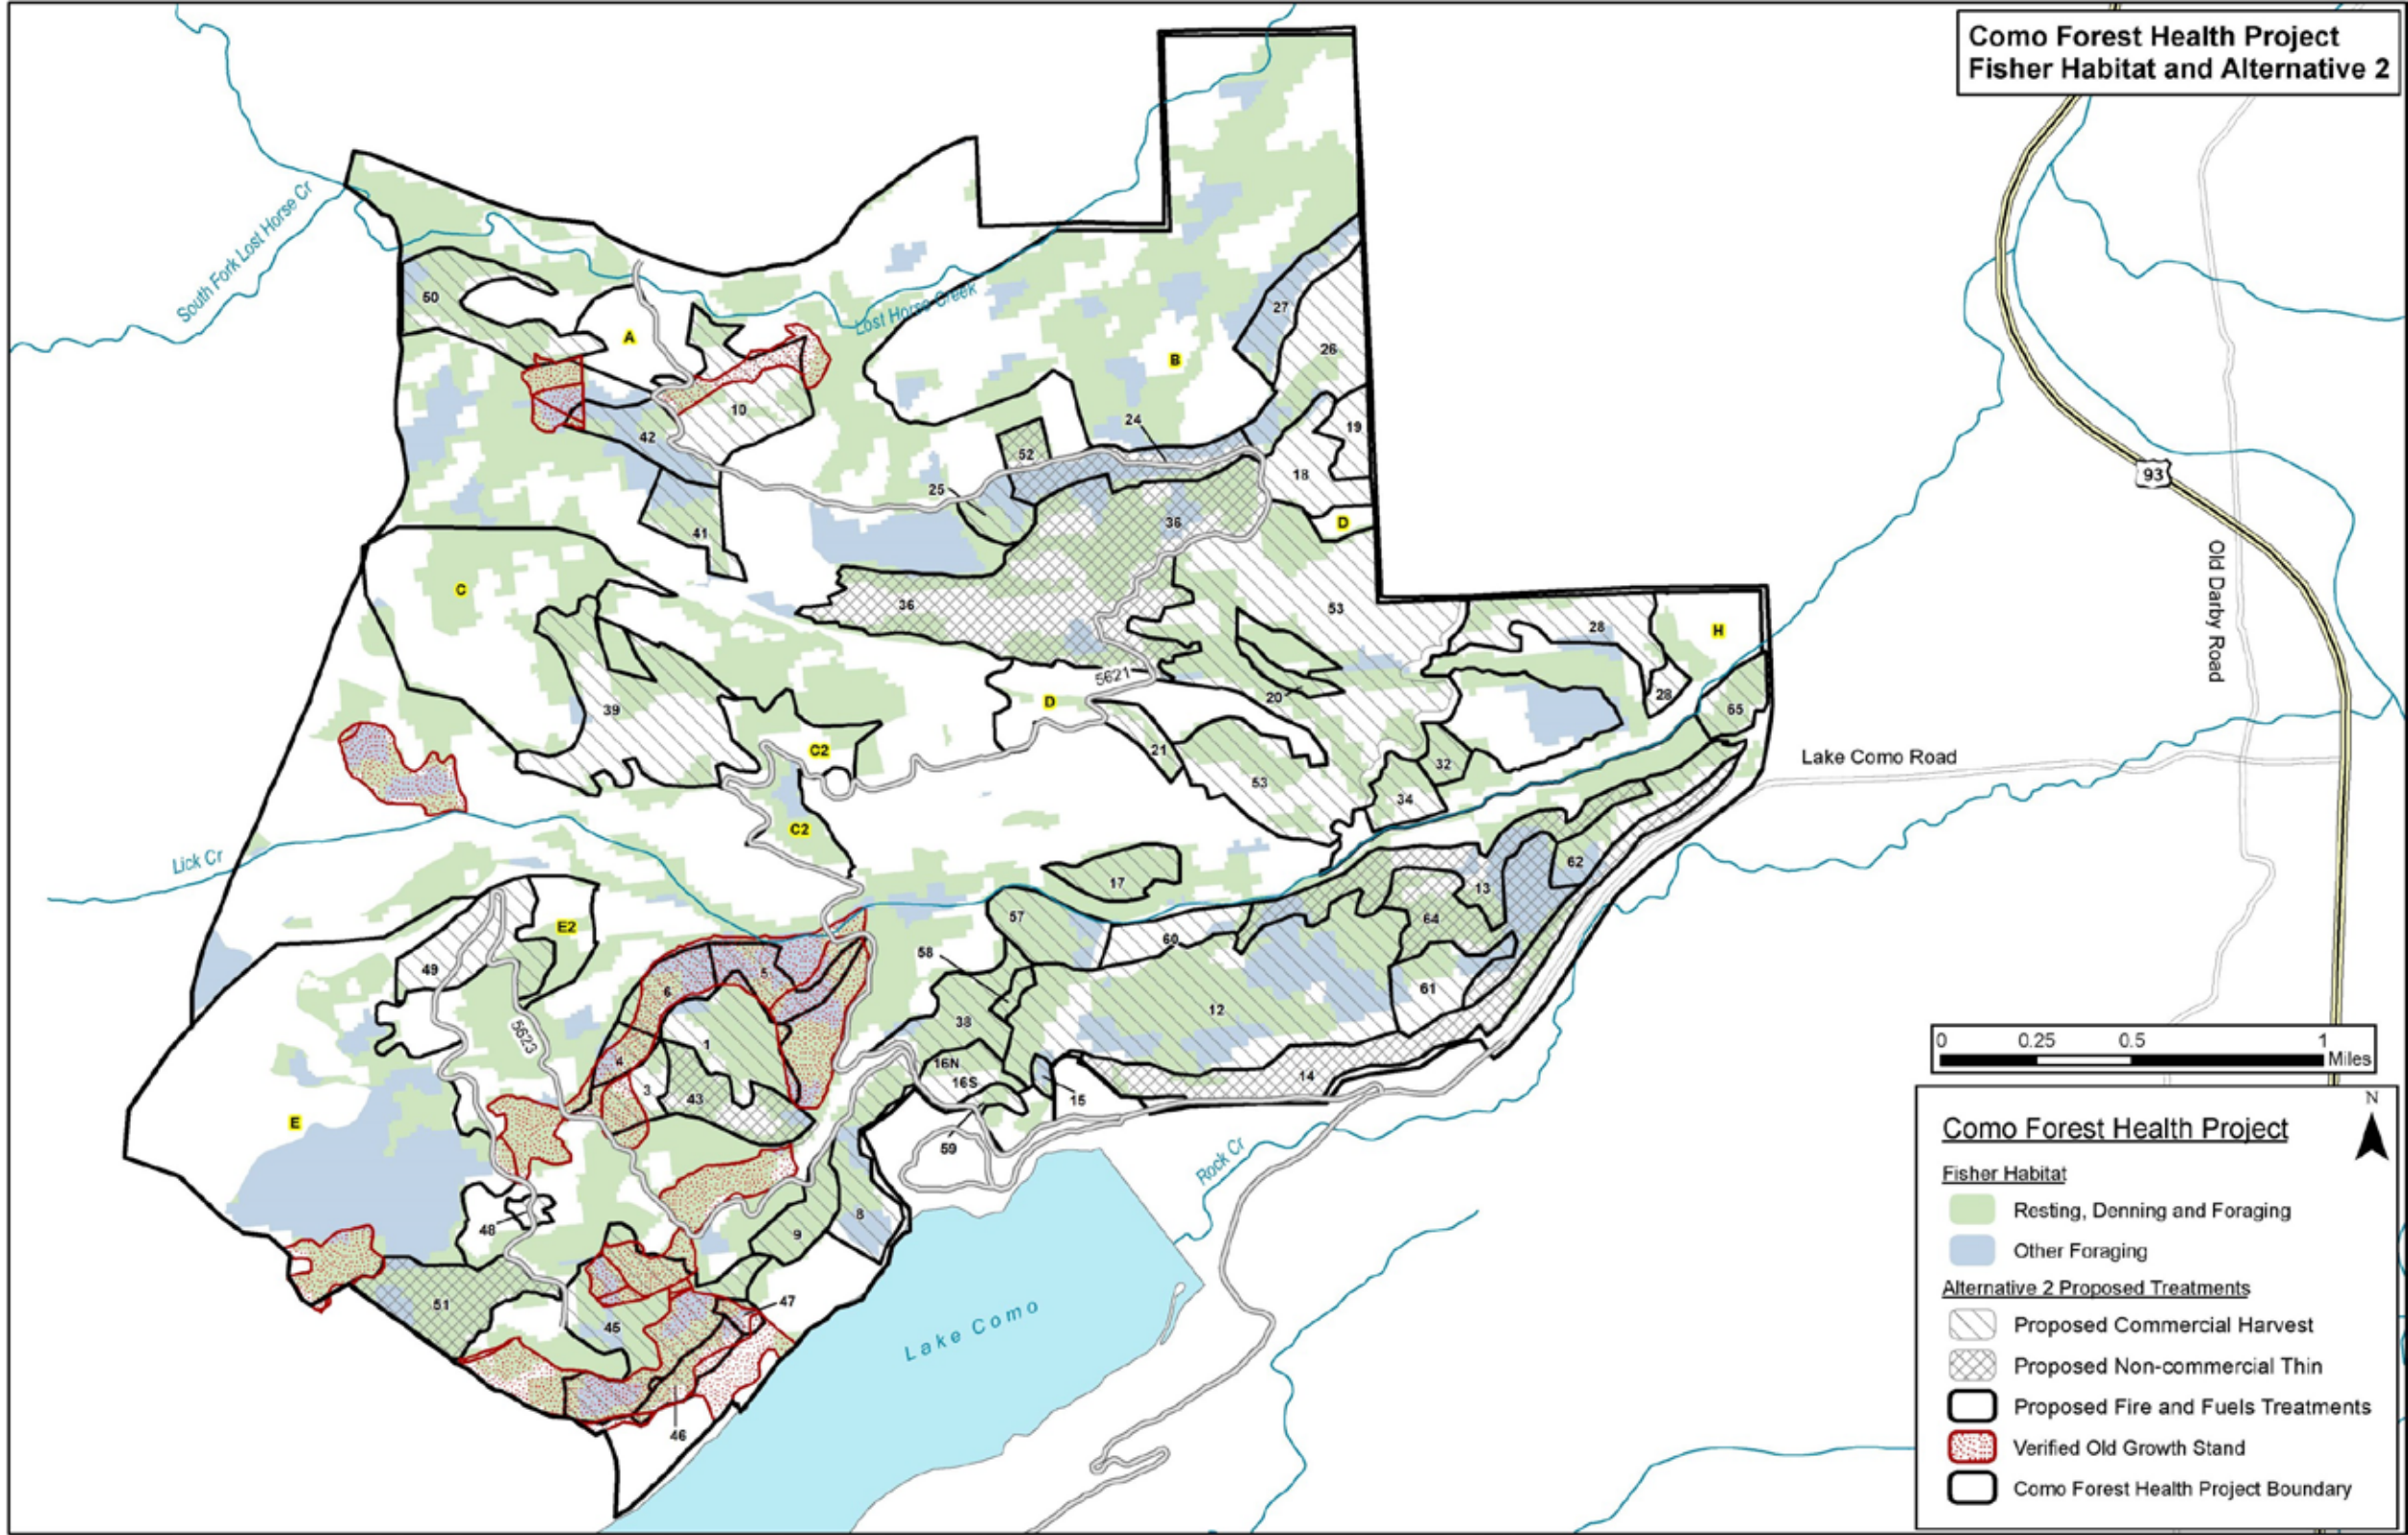 Como Forest Health Project
Fisher Habitat and Alternative 2
South Fork Lost Horse Cr
Lost Horse Creek
50
A
27
B
26
10
24
19
42
52
18
93
25
36
D
41
Old Darby Road
C
36
53
28
H
5621
28
20
39
D
65
C2
21
Lake Como Road
32
53
34
C2
Lick Cr
62
17
13
57
64
E2
60
58
49
5
61
6
12
38
5623
1
4
16N
14
3
16S
43
15
E
59
Rock Cr
8
48
9
47
51
45
Lake Como
46
0 0.25 0.5 1
Miles
N
Como Forest Health Project
Fisher Habitat
Resting, Denning and Foraging
Other Foraging
Alternative 2 Proposed Treatments
Proposed Commercial Harvest
Proposed Non-commercial Thin
Proposed Fire and Fuels Treatments
Verified Old Growth Stand
Como Forest Health Project Boundary